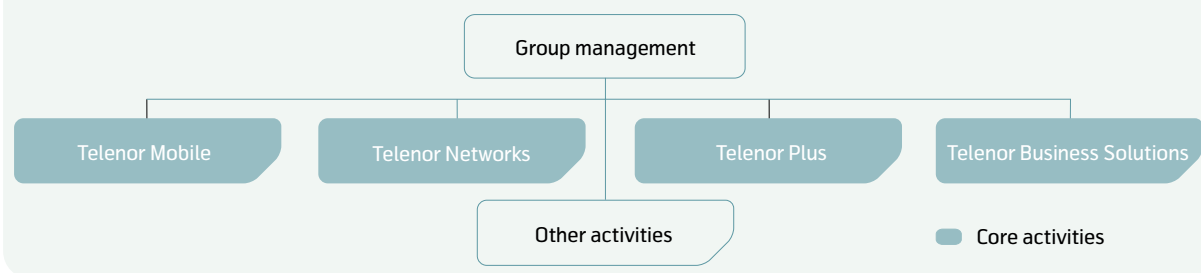 Group management
Telenor Mobile
Telenor Networks
Telenor Plus
Telenor Business Solutions
Other activities
Core activities